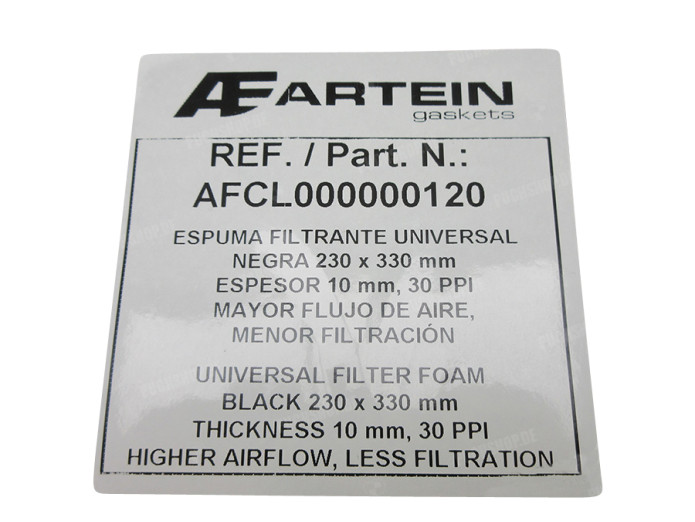 ARTEIN
gaskets
REF. / Part. N.:
AFCL000000120
ESPUMA FILTRANTE UNIVERSAL
NEGRA 230 x 330 mm
ESPESOR 10 mm, 30 PPI
MAYOR FLUJO DE AIRE,
MENOR FILTRACIÓN
UNIVERSAL FILTER FOAM
BLACK 230 x 330 mm
THICKNESS 10 mm, 30 PPI
HIGHER AIRFLOW, LESS FILTRATION